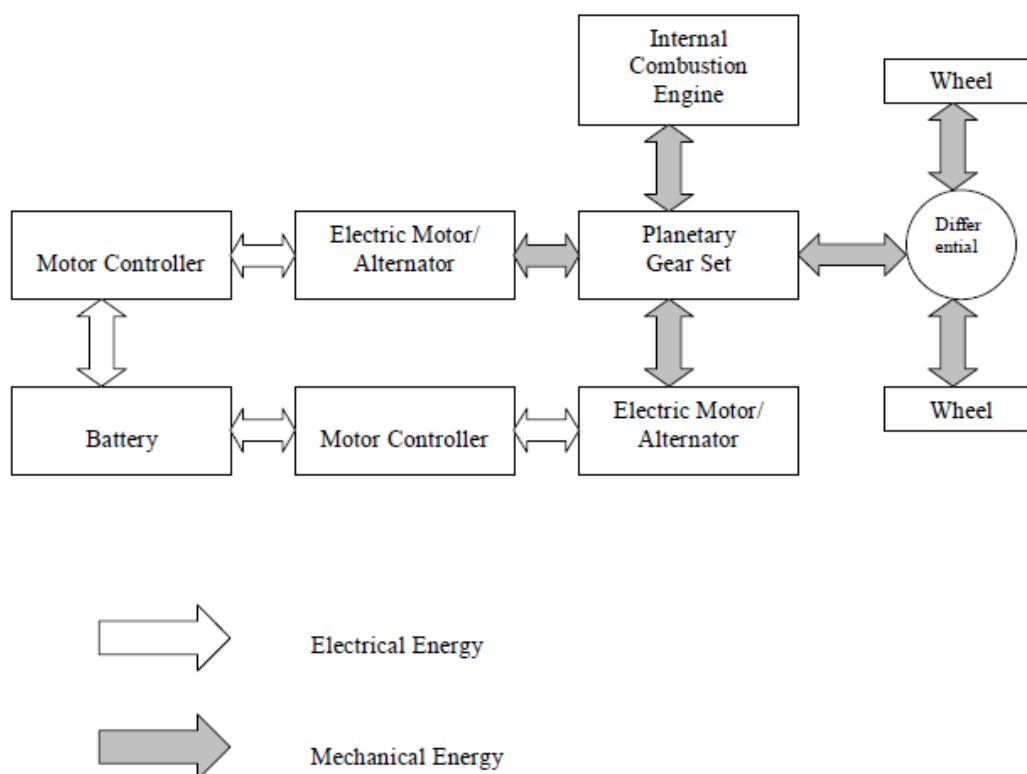 Internal
Combustion
Engine
Wheel
Motor Controller
Electric Motor/
Alternator
Planetary
Gear Set
Differ
ential
Battery
Motor Controller
Electric Motor/
Alternator
Wheel
Electrical Energy
Mechanical Energy